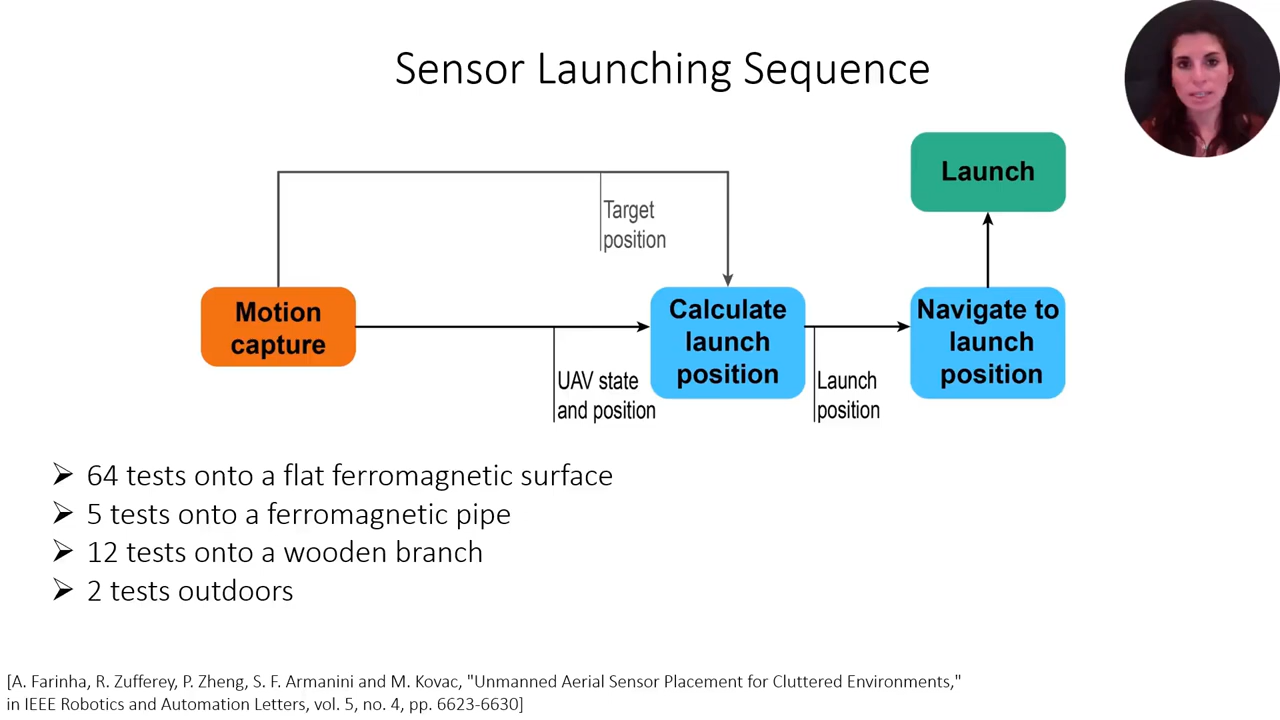 Sensor Launching Sequence
Launch
Target
position
Motion
capture
Calculate
launch
position
Navigate to
launch
position
UAV state
and position
Launch
position
➢ 64 tests onto a flat ferromagnetic surface
➢ 5 tests onto a ferromagnetic pipe
➢ 12 tests onto a wooden branch
➢ 2 tests outdoors
[A. Farinha, R. Zufferey, P. Zheng, S. F. Armanini and M. Kovac, "Unmanned Aerial Sensor Placement for Cluttered Environments,"
in IEEE Robotics and Automation Letters, vol. 5, no. 4, pp. 6623-6630]